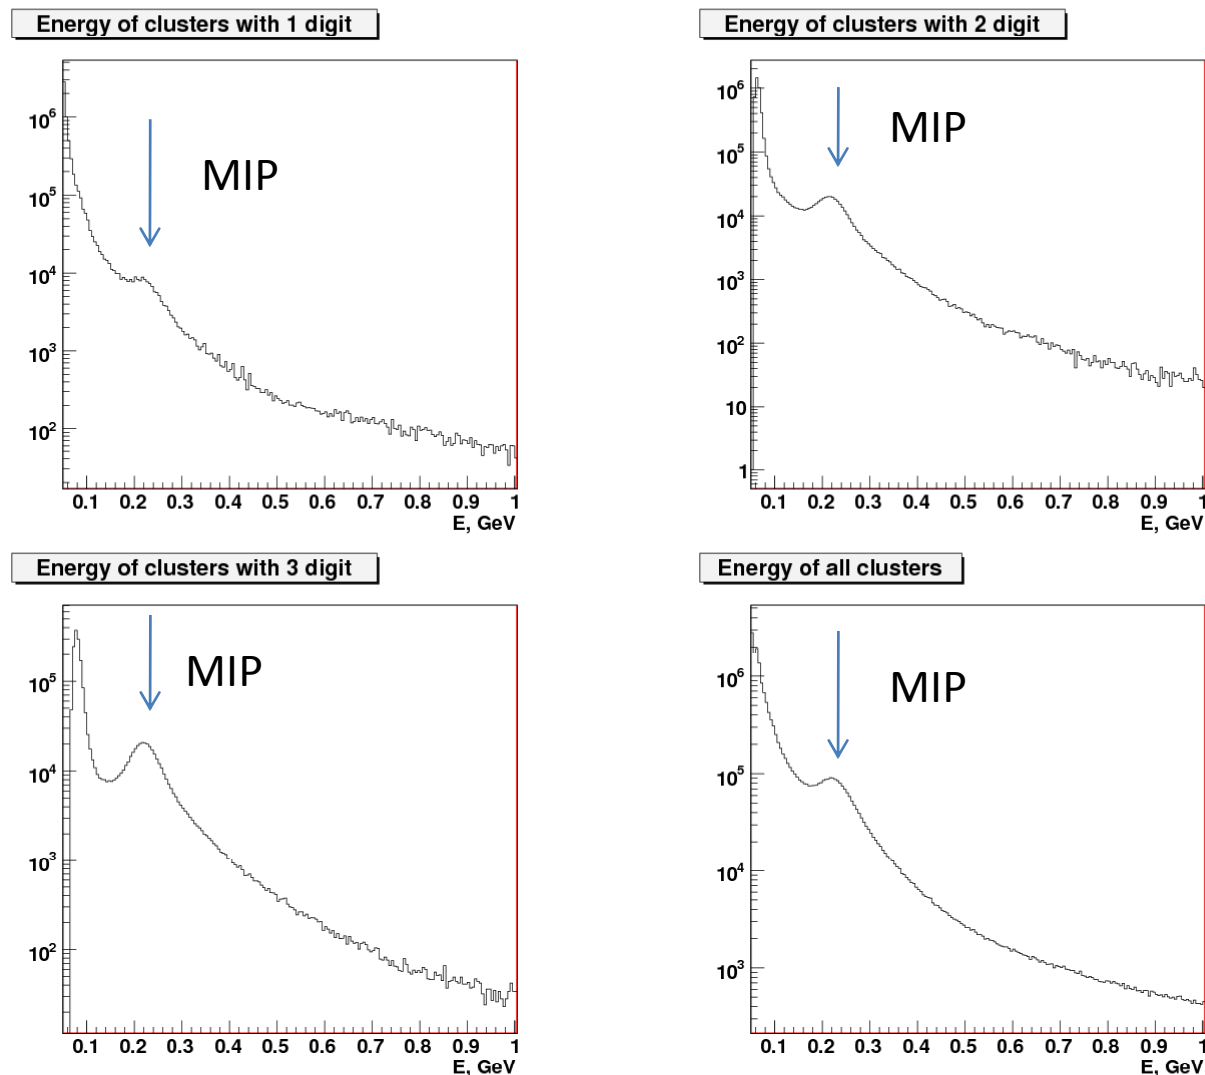 Energy of clusters with 1 digit
MIP
10^6
10^5
10^4
10^3
10^2
0.1 0.2 0.3 0.4 0.5 0.6 0.7 0.8 0.9 1
E, GeV
Energy of clusters with 2 digit
MIP
10^6
10^5
10^4
10^3
10^2
10
1
0.1 0.2 0.3 0.4 0.5 0.6 0.7 0.8 0.9 1
E, GeV
Energy of clusters with 3 digit
MIP
10^5
10^4
10^3
10^2
0.1 0.2 0.3 0.4 0.5 0.6 0.7 0.8 0.9 1
E, GeV
Energy of all clusters
MIP
10^6
10^5
10^4
10^3
0.1 0.2 0.3 0.4 0.5 0.6 0.7 0.8 0.9 1
E, GeV